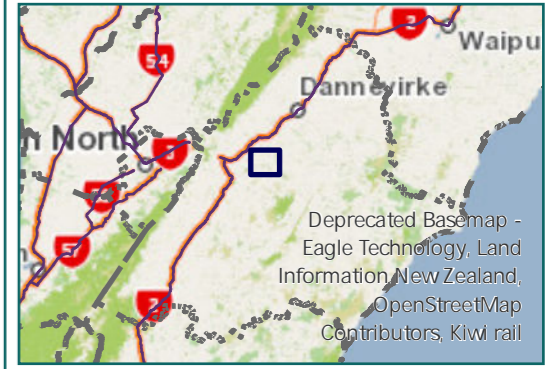 2
Waipu
54
Dannevirke
h North
3
57
2
Deprecated Basemap -
Eagle Technology, Land
Information New Zealand,
OpenStreetMap
Contributors, Kiwi rail